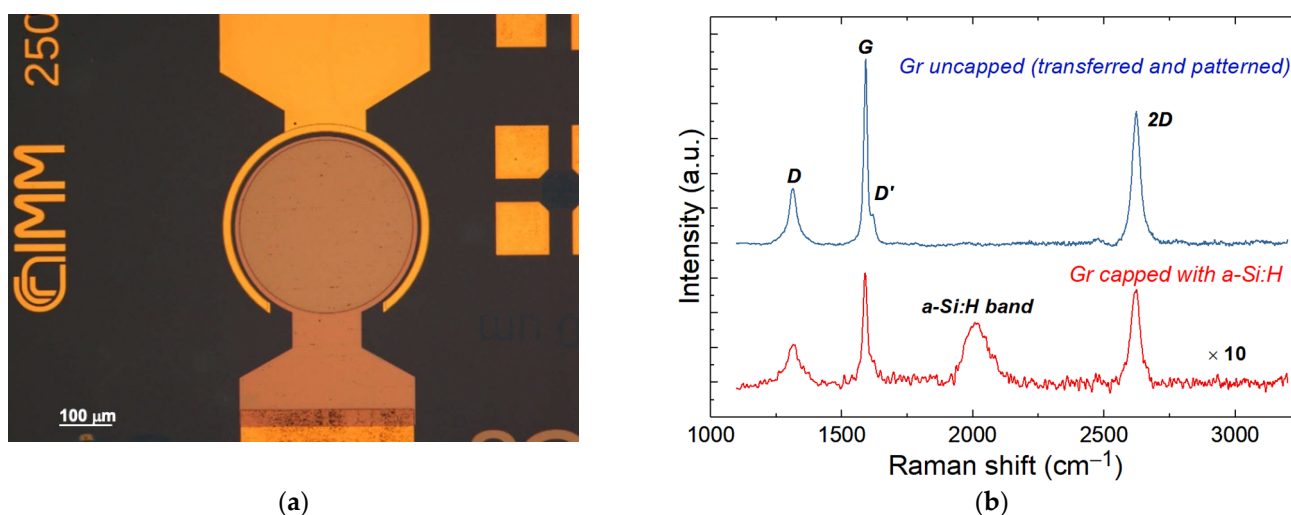 250
IMM
100 μm
(a)
Gr uncapped (transferred and patterned)
G
2D
D
D'
Gr capped with a-Si:H
a-Si:H band
× 10
Intensity (a.u.)
1000 1500 2000 2500 3000
Raman shift (cm⁻¹)
(b)